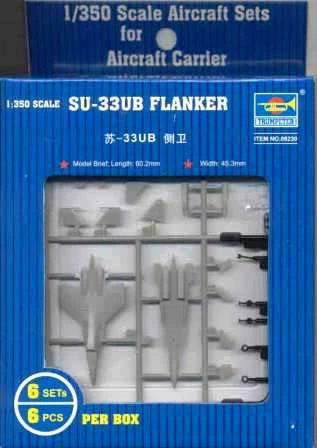 1/350 Scale Aircraft Sets
for
Aircraft Carrier
1:350 SCALE SU-33UB FLANKER
苏-33UB 侧卫
TRUMPETER
ITEM NO.06230
Model Brief: Length: 60.2mm
Width: 45.3mm
6 SETs
6 PCS
PER BOX